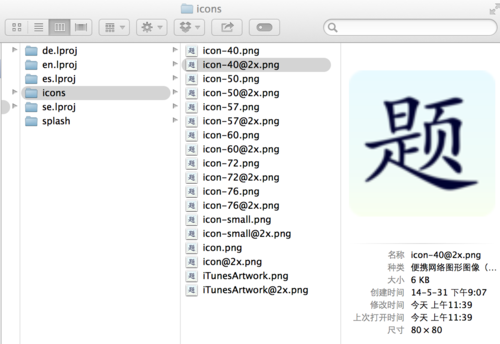 icons
de.lproj
en.lproj
es.lproj
icons
se.lproj
splash
icon-40.png
icon-40@2x.png
icon-50.png
icon-50@2x.png
icon-57.png
icon-57@2x.png
icon-60.png
icon-60@2x.png
icon-72.png
icon-72@2x.png
icon-76.png
icon-76@2x.png
icon-small.png
icon-small@2x.png
icon.png
icon@2x.png
iTunesArtwork.png
iTunesArtwork@2x.png
题
名称 icon-40@2x.png
种类 便携网络图形图像（...
大小 6 KB
创建时间 14-5-31 下午9:07
修改时间 今天 上午11:39
上次打开时间 今天 上午11:39
尺寸 80 × 80